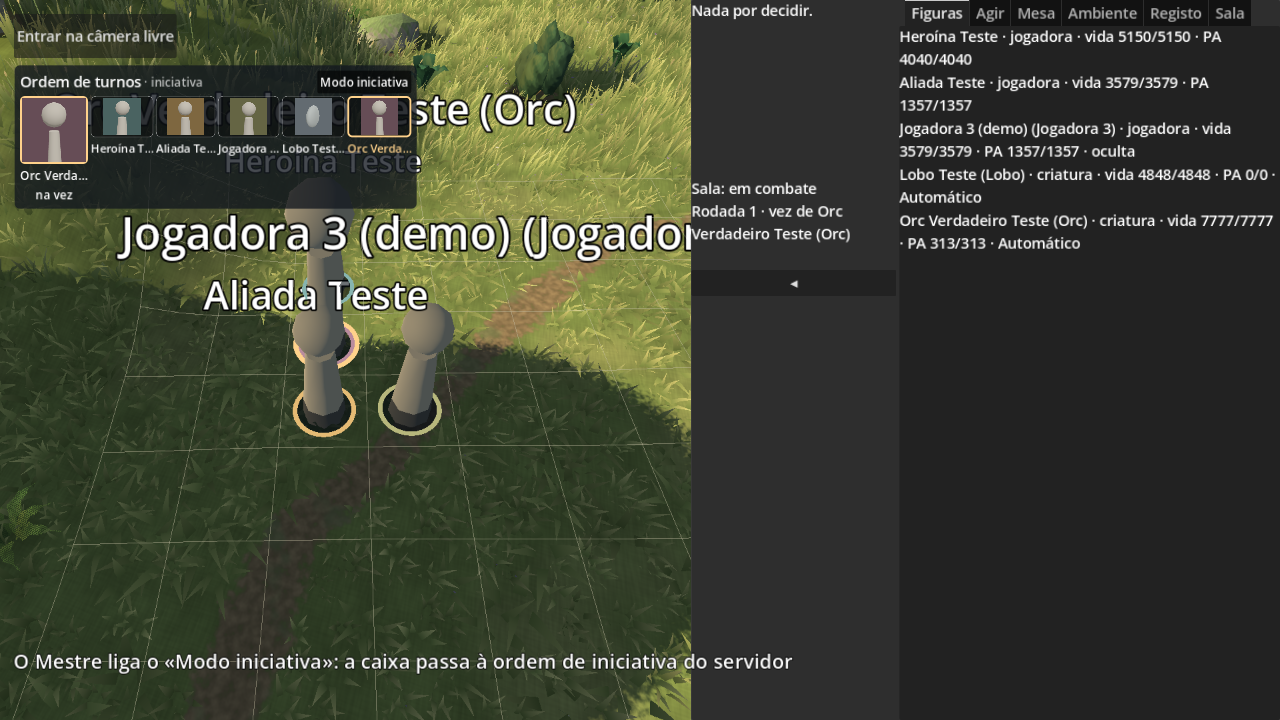 Entrar na câmera livre
Ordem de turnos · iniciativa
Modo iniciativa
Heroína T...
Aliada Te...
Jogadora ...
Lobo Test...
Orc Verda...
Orc Verda...
na vez
ste (Orc)
Heroína Teste
Jogadora 3 (demo) (Jogador
Aliada Teste
O Mestre liga o «Modo iniciativa»: a caixa passa à ordem de iniciativa do servidor
Nada por decidir.
Sala: em combate
Rodada 1 · vez de Orc
Verdadeiro Teste (Orc)
Figuras Agir Mesa Ambiente Registo Sala
Heroína Teste · jogadora · vida 5150/5150 · PA
4040/4040
Aliada Teste · jogadora · vida 3579/3579 · PA
1357/1357
Jogadora 3 (demo) (Jogadora 3) · jogadora · vida
3579/3579 · PA 1357/1357 · oculta
Lobo Teste (Lobo) · criatura · vida 4848/4848 · PA 0/0 ·
Automático
Orc Verdadeiro Teste (Orc) · criatura · vida 7777/7777
· PA 313/313 · Automático